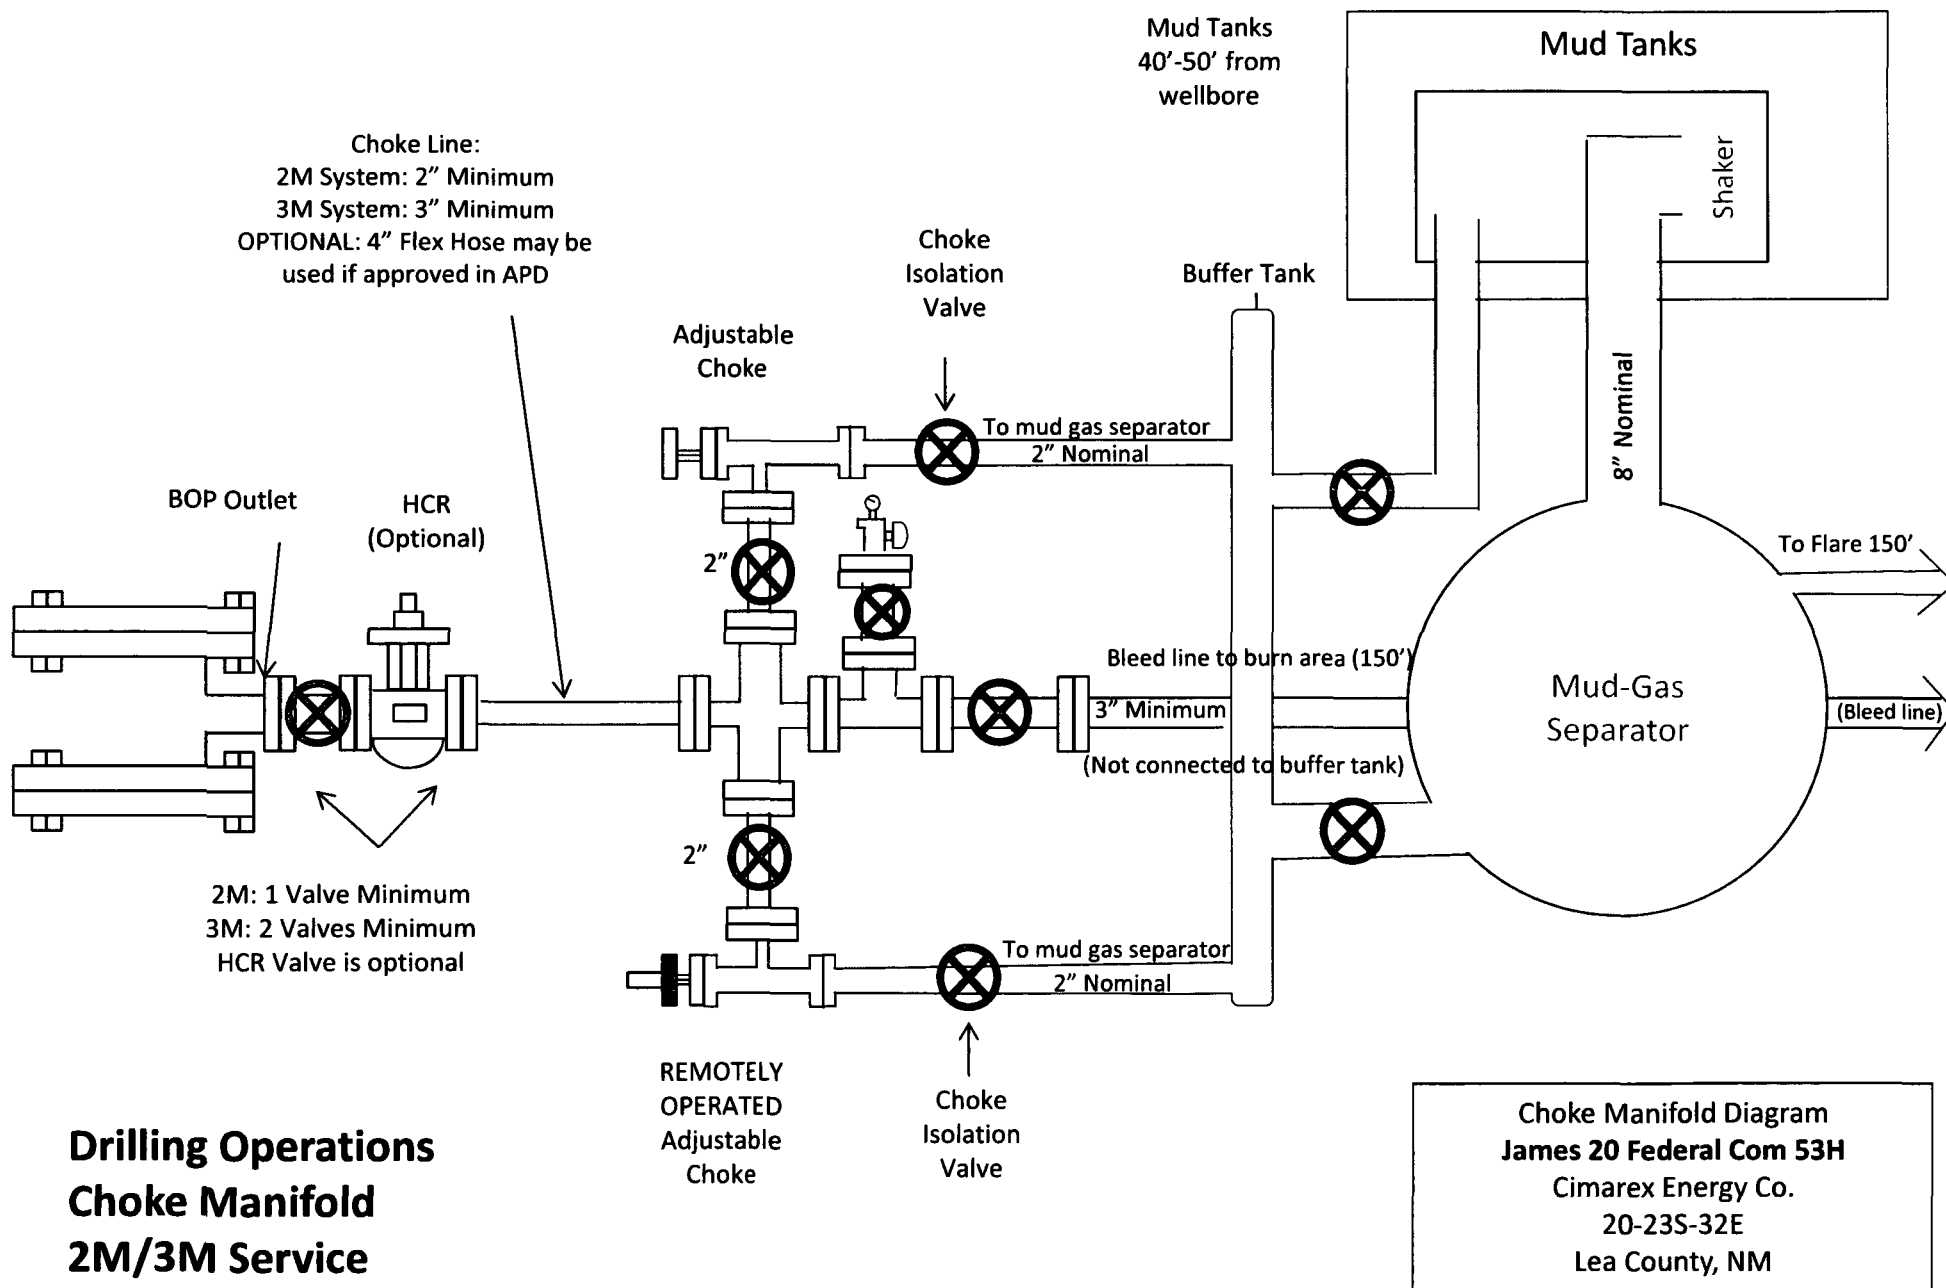 Mud Tanks
40’-50’ from
wellbore
Mud Tanks
Shaker
Choke Line:
2M System: 2” Minimum
3M System: 3” Minimum
OPTIONAL: 4” Flex Hose may be
used if approved in APD
Choke
Isolation
Valve
Buffer Tank
Adjustable
Choke
8” Nominal
To mud gas separator
2” Nominal
BOP Outlet
HCR
(Optional)
2”
To Flare 150’
Bleed line to burn area (150’)
3” Minimum
(Not connected to buffer tank)
Mud-Gas
Separator
(Bleed line)
2”
2M: 1 Valve Minimum
3M: 2 Valves Minimum
HCR Valve is optional
To mud gas separator
2” Nominal
REMOTELY
OPERATED
Adjustable
Choke
Choke
Isolation
Valve
Drilling Operations
Choke Manifold
2M/3M Service
Choke Manifold Diagram
James 20 Federal Com 53H
Cimarex Energy Co.
20-23S-32E
Lea County, NM